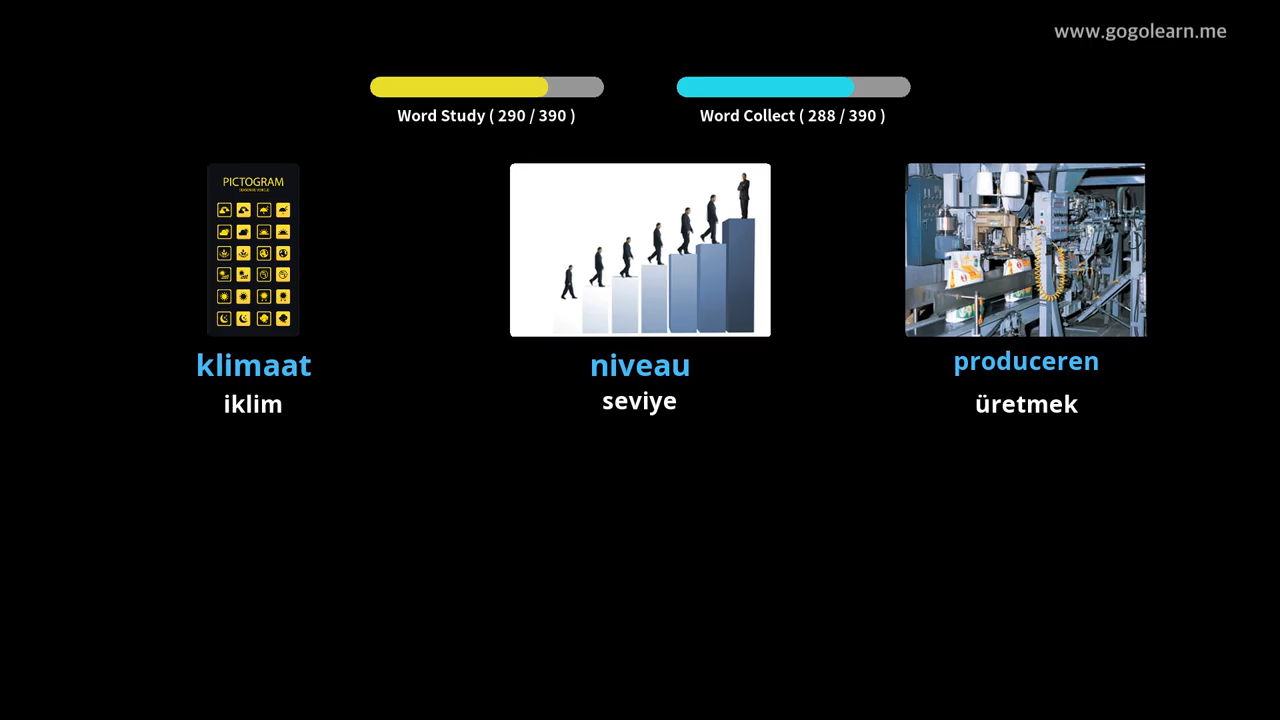 www.gogolearn.me
Word Study ( 290 / 390 )
Word Collect ( 288 / 390 )
PICTOGRAM
klimaat
niveau
produceren
iklim
seviye
üretmek